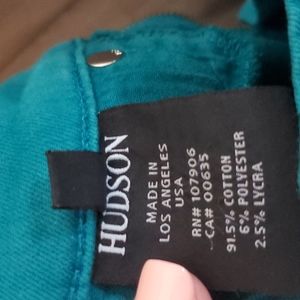 HUDSON
MADE IN
LOS ANGELES
USA
RN# 107906
CA# 00635
91.5% COTTON
6% POLYESTER
2.5% LYCRA